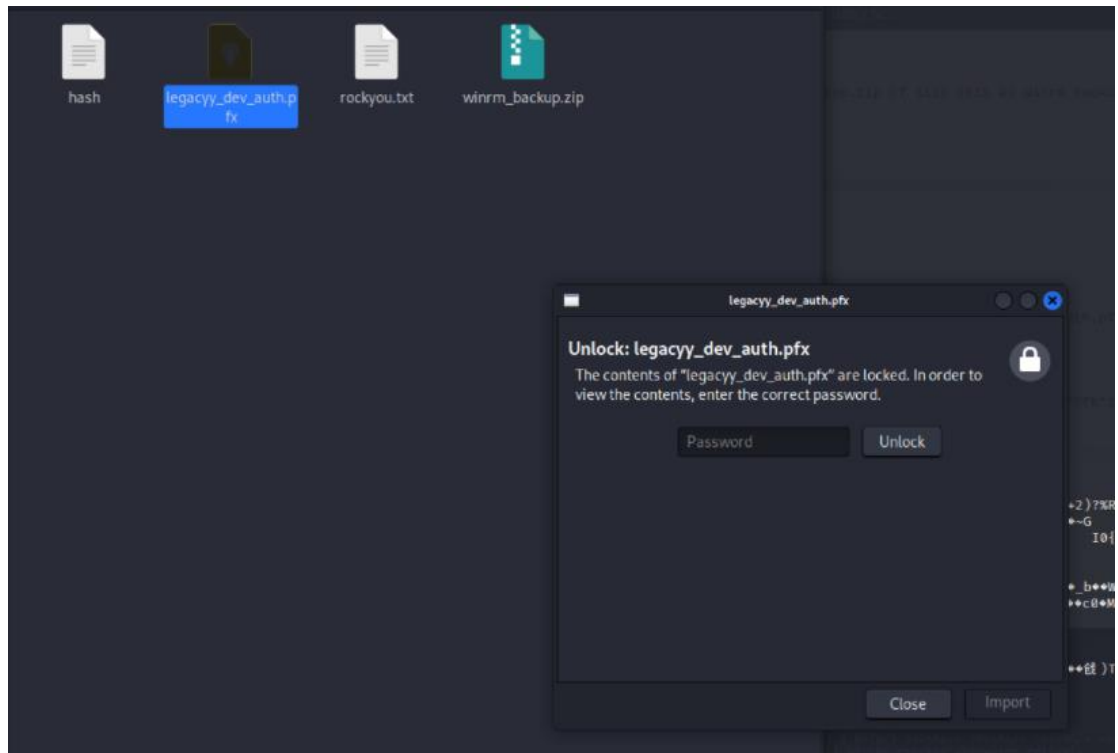 hash
legacyy_dev_auth.p
fx
rockyou.txt
winrm_backup.zip
legacyy_dev_auth.pfx
Unlock: legacyy_dev_auth.pfx
The contents of "legacyy_dev_auth.pfx" are locked. In order to
view the contents, enter the correct password.
Password
Unlock
Close
Import